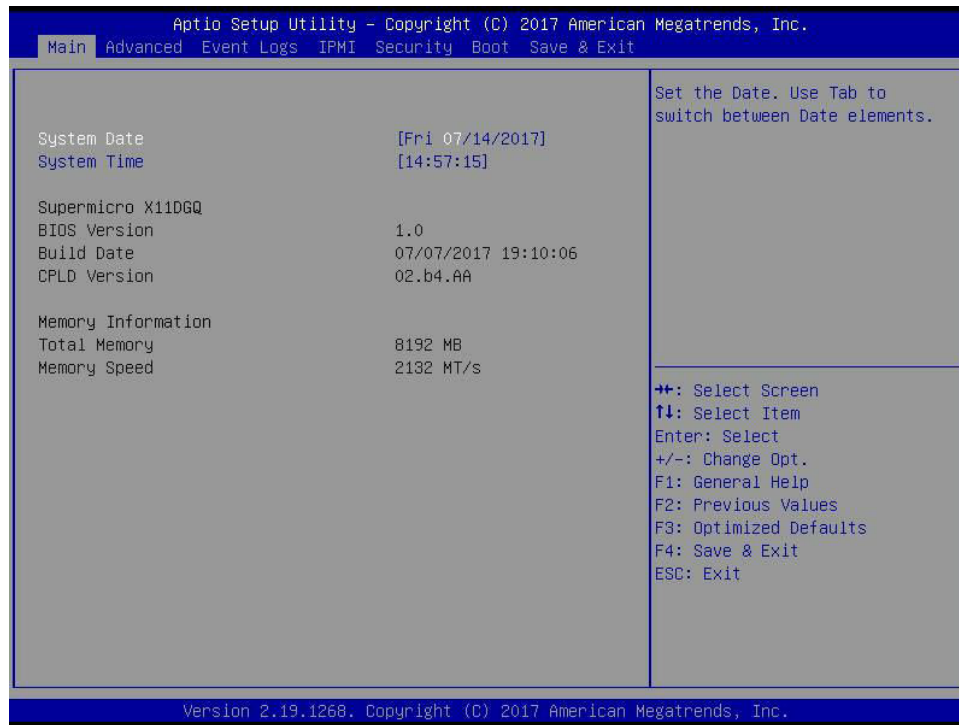 Aptio Setup Utility – Copyright (C) 2017 American Megatrends, Inc.
Main Advanced Event Logs IPMI Security Boot Save & Exit
System Date [Fri 07/14/2017]
System Time [14:57:15]
Supermicro X11DGQ
BIOS Version 1.0
Build Date 07/07/2017 19:10:06
CPLD Version 02.b4.AA
Memory Information
Total Memory 8192 MB
Memory Speed 2132 MT/s
Set the Date. Use Tab to
switch between Date elements.
→←: Select Screen
↑↓: Select Item
Enter: Select
+/-: Change Opt.
F1: General Help
F2: Previous Values
F3: Optimized Defaults
F4: Save & Exit
ESC: Exit
Version 2.19.1268. Copyright (C) 2017 American Megatrends, Inc.